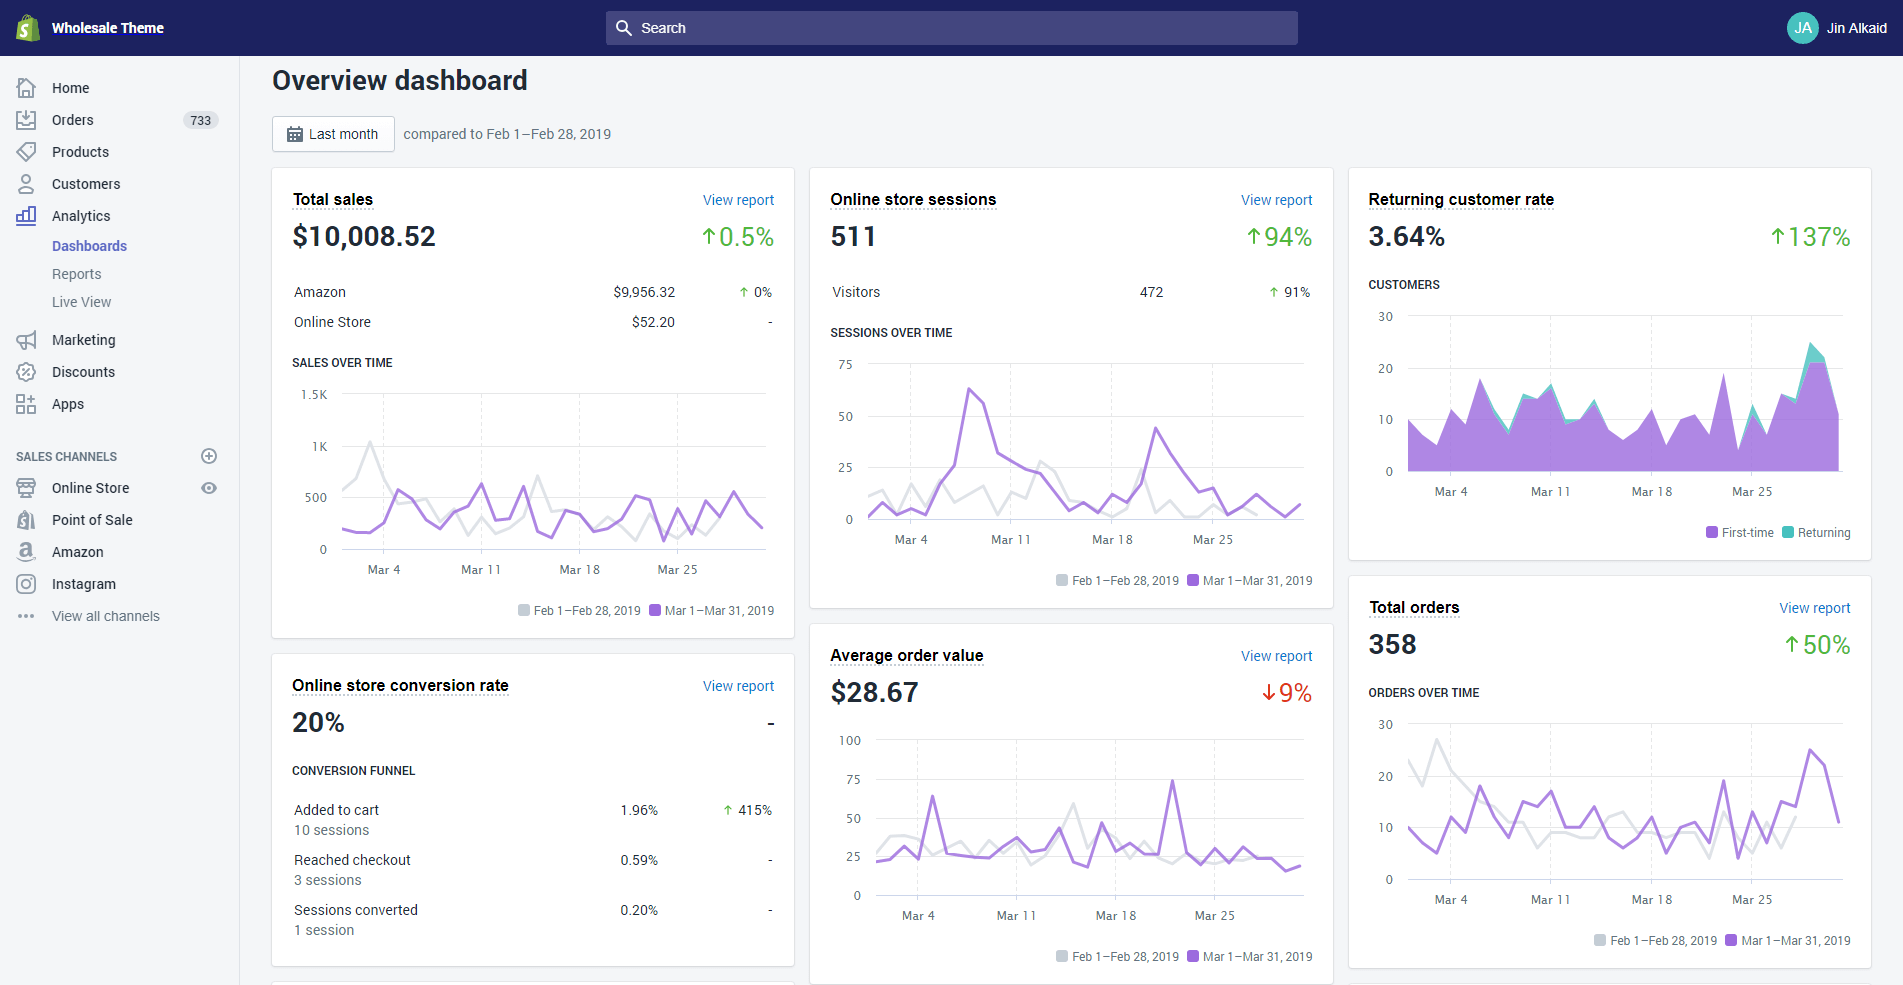 Wholesale Theme
Search
JA Jin Alkaid
Home
Orders 733
Products
Customers
Analytics
Dashboards
Reports
Live View
Marketing
Discounts
Apps
SALES CHANNELS
Online Store
Point of Sale
Amazon
Instagram
View all channels
Overview dashboard
Last month compared to Feb 1–Feb 28, 2019
Total sales View report
$10,008.52 ↑0.5%
Amazon $9,956.32 ↑ 0%
Online Store $52.20 -
SALES OVER TIME
1.5K
1K
500
0
Mar 4 Mar 11 Mar 18 Mar 25
Feb 1–Feb 28, 2019 Mar 1–Mar 31, 2019
Online store conversion rate View report
20% -
CONVERSION FUNNEL
Added to cart 1.96% ↑ 415%
10 sessions
Reached checkout 0.59% -
3 sessions
Sessions converted 0.20% -
1 session
Online store sessions View report
511 ↑94%
Visitors 472 ↑ 91%
SESSIONS OVER TIME
75
50
25
0
Mar 4 Mar 11 Mar 18 Mar 25
Feb 1–Feb 28, 2019 Mar 1–Mar 31, 2019
Average order value View report
$28.67 ↓9%
100
75
50
25
0
Mar 4 Mar 11 Mar 18 Mar 25
Feb 1–Feb 28, 2019 Mar 1–Mar 31, 2019
Returning customer rate
3.64% ↑137%
CUSTOMERS
30
20
10
0
Mar 4 Mar 11 Mar 18 Mar 25
First-time Returning
Total orders View report
358 ↑50%
ORDERS OVER TIME
30
20
10
0
Mar 4 Mar 11 Mar 18 Mar 25
Feb 1–Feb 28, 2019 Mar 1–Mar 31, 2019